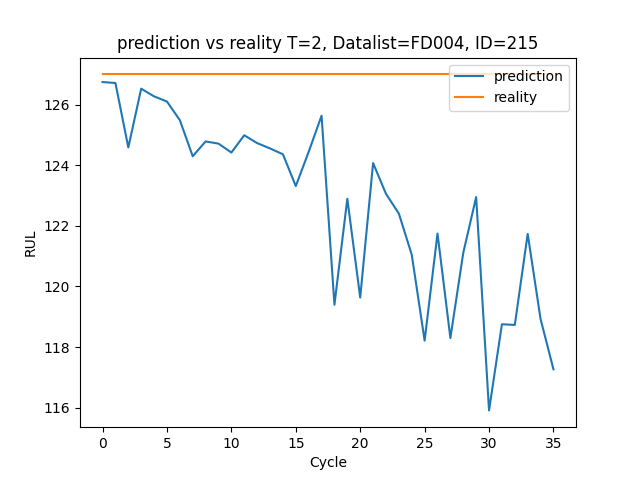 prediction vs reality T=2, Datalist=FD004, ID=215
prediction
reality
126
124
122
120
118
116
RUL
0 5 10 15 20 25 30 35
Cycle